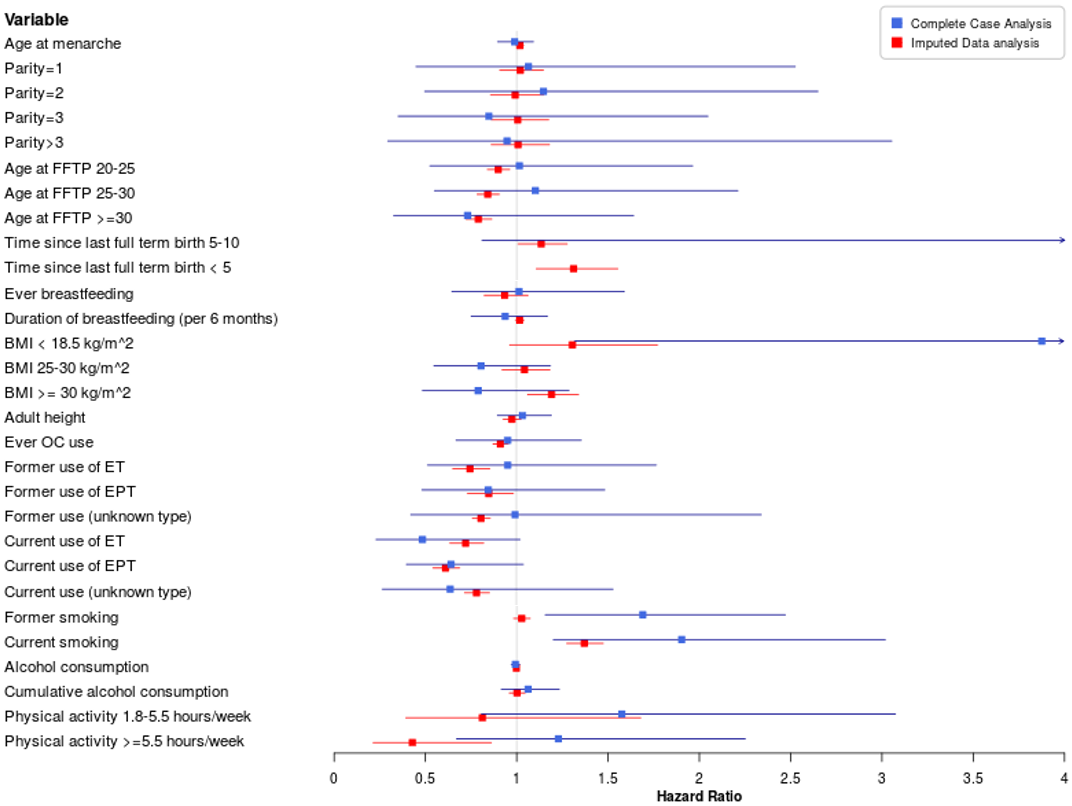 Variable
Complete Case Analysis
Imputed Data analysis
Age at menarche
Parity=1
Parity=2
Parity=3
Parity>3
Age at FFTP 20-25
Age at FFTP 25-30
Age at FFTP >=30
Time since last full term birth 5-10
Time since last full term birth < 5
Ever breastfeeding
Duration of breastfeeding (per 6 months)
BMI < 18.5 kg/m^2
BMI 25-30 kg/m^2
BMI >= 30 kg/m^2
Adult height
Ever OC use
Former use of ET
Former use of EPT
Former use (unknown type)
Current use of ET
Current use of EPT
Current use (unknown type)
Former smoking
Current smoking
Alcohol consumption
Cumulative alcohol consumption
Physical activity 1.8-5.5 hours/week
Physical activity >=5.5 hours/week
0 0.5 1 1.5 2 2.5 3 3.5 4
Hazard Ratio